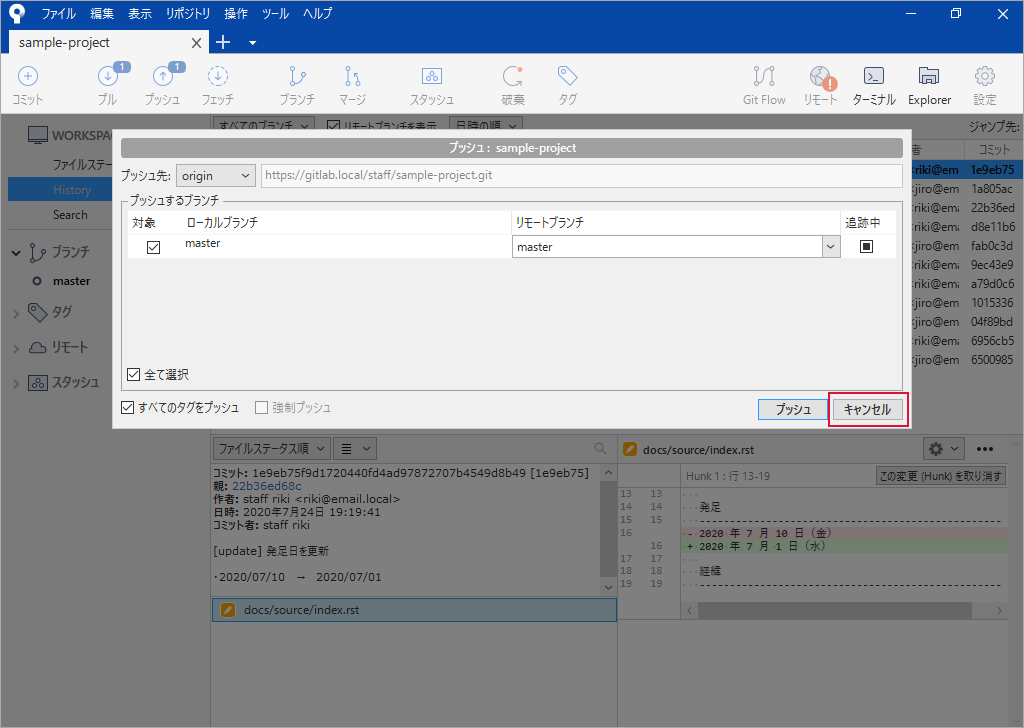 ファイル 編集 表示 リポジトリ 操作 ツール ヘルプ
sample-project
1 1
コミット プル プッシュ フェッチ ブランチ マージ スタッシュ 破棄 タグ Git Flow リモート ターミナル Explorer 設定
すべてのブランチ リモートブランチを表示 日時の順 ジャンプ先:
WORKSPA
ファイルステー
History
Search
ブランチ
master
タグ
リモート
スタッシュ
プッシュ : sample-project
プッシュ先: origin https://gitlab.local/staff/sample-project.git
プッシュするブランチ
対象 ローカルブランチ リモートブランチ 追跡中
master master
全て選択
すべてのタグをプッシュ 強制プッシュ プッシュ キャンセル
者 コミット
<riki@em 1e9eb75
<jiro@em 1a805ac
<riki@em 22b36ed
<jiro@em d8e11b6
<jiro@em fab0c3d
<riki@em 9ec43e9
<riki@em a79d0c6
<jiro@em 1015336
<jiro@em 04f89bd
<riki@em 6956cb5
<jiro@em 6500985
ファイルステータス順
コミット: 1e9eb75f9d1720440fd4ad97872707b4549d8b49 [1e9eb75]
親: 22b36ed68c
作者: staff riki <riki@email.local>
日時: 2020年7月24日 19:19:41
コミット者: staff riki
[update] 発足日を更新
･2020/07/10 → 2020/07/01
docs/source/index.rst
docs/source/index.rst
Hunk 1 : 行 13-19 この変更 (Hunk) を取り消す
13 13
14 14 発足
15 15 --------------------------------------------
16 - 2020 年 7 月 10 日（金）
16 + 2020 年 7 月 1 日（水）
17 17
18 18 経緯
19 19 --------------------------------------------